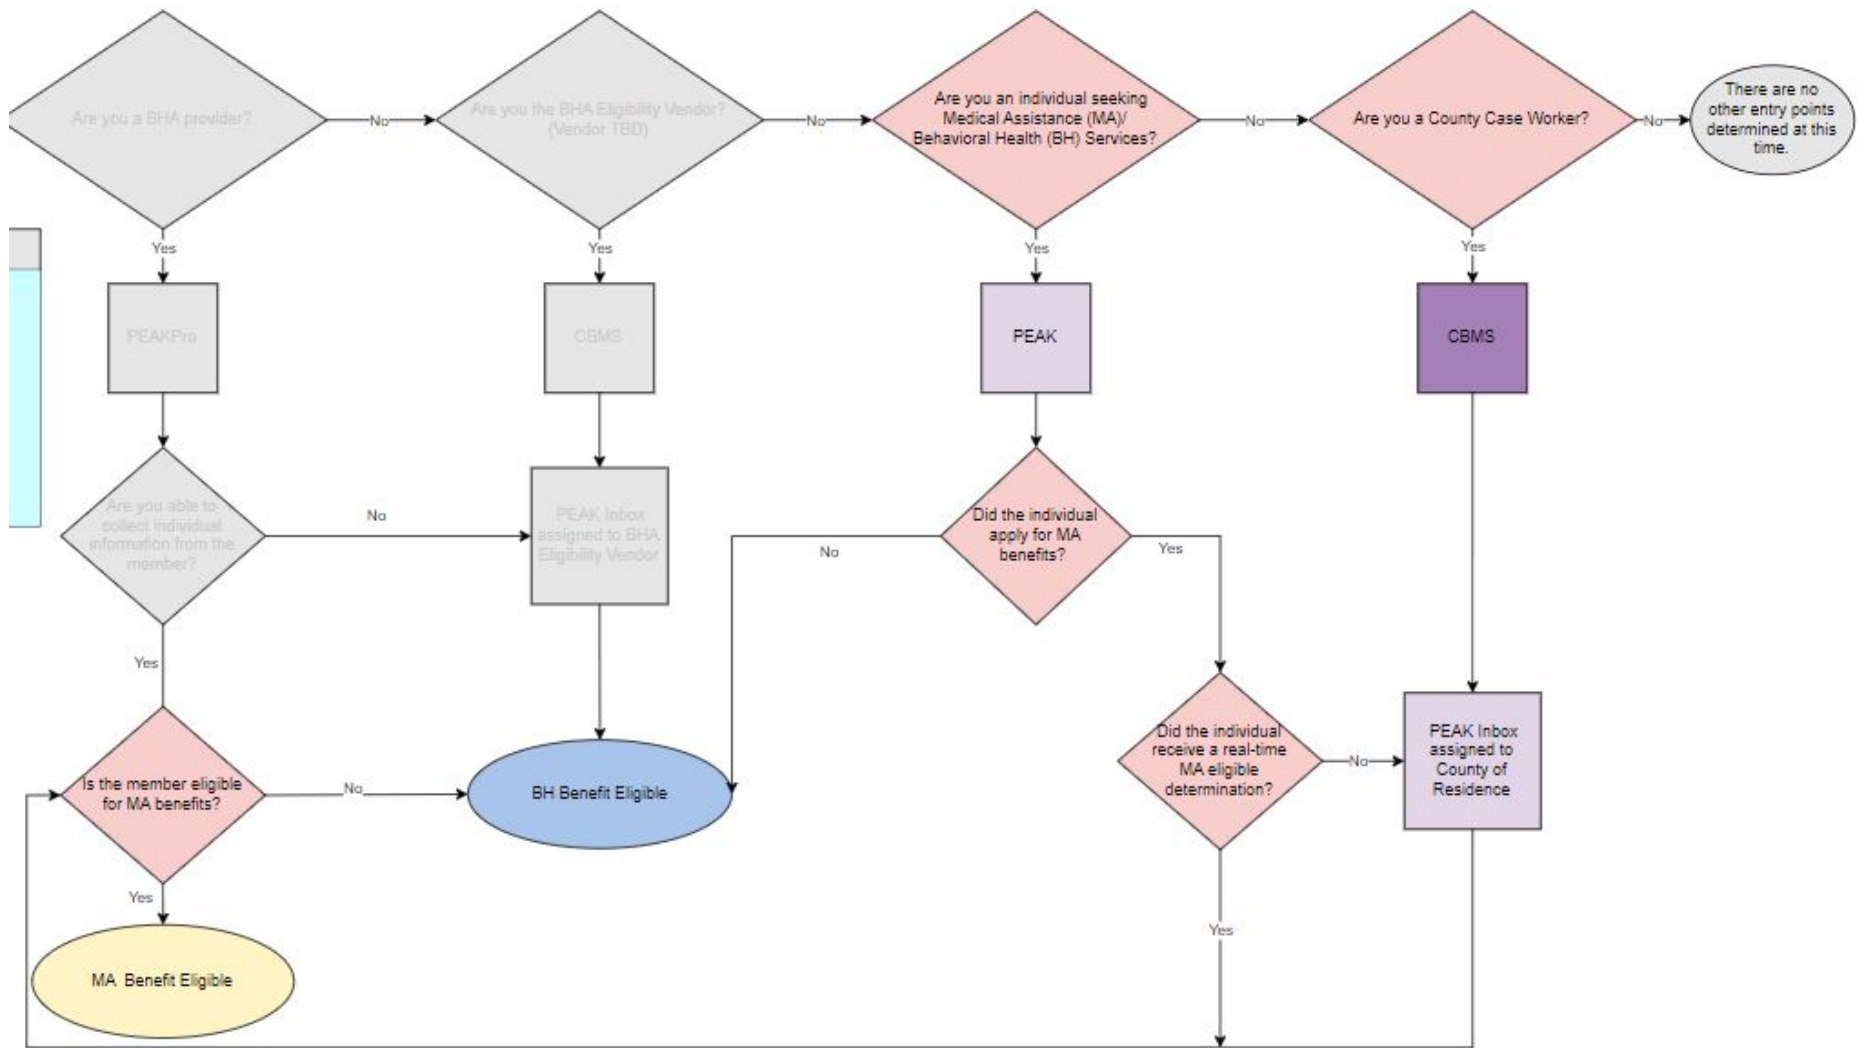 Are you a BHA provider?
No
Are you the BHA Eligibility Vendor?
(Vendor TBD)
No
Are you an individual seeking
Medical Assistance (MA)/
Behavioral Health (BH) Services?
No
Are you a County Case Worker?
No
There are no
other entry points
determined at this
time.
Yes
Yes
Yes
Yes
PEAKPro
CBMS
PEAK
CBMS
Are you able to
collect individual
information from the
member?
No
PEAK Inbox
assigned to BHA
Eligibility Vendor
No
Did the individual
apply for MA
benefits?
Yes
Yes
Is the member eligible
for MA benefits?
No
BH Benefit Eligible
Did the individual
receive a real-time
MA eligible
determination?
No
PEAK Inbox
assigned to
County of
Residence
Yes
MA Benefit Eligible
Yes